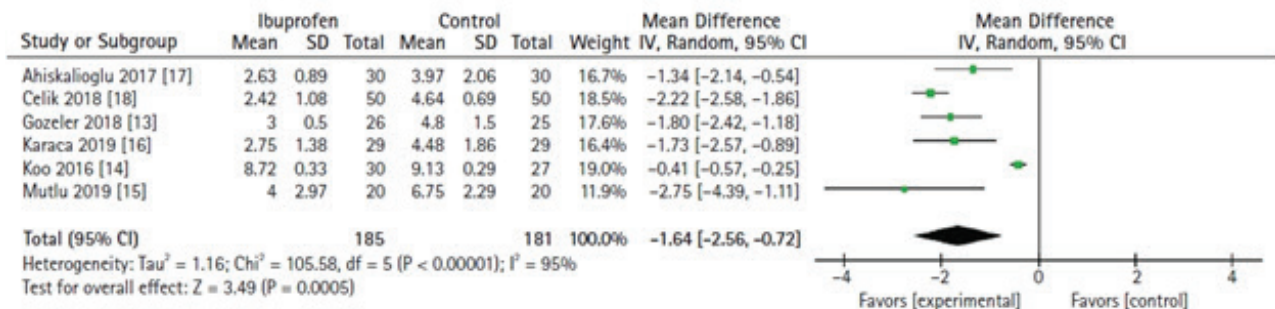 Ibuprofen Control Mean Difference Mean Difference
Study or Subgroup Mean SD Total Mean SD Total Weight IV, Random, 95% CI IV, Random, 95% CI
Ahiskalioglu 2017 [17] 2.63 0.89 30 3.97 2.06 30 16.7% −1.34 [−2.14, −0.54]
Celik 2018 [18] 2.42 1.08 50 4.64 0.69 50 18.5% −2.22 [−2.58, −1.86]
Gozeler 2018 [13] 3 0.5 26 4.8 1.5 25 17.6% −1.80 [−2.42, −1.18]
Karaca 2019 [16] 2.75 1.38 29 4.48 1.86 29 16.4% −1.73 [−2.57, −0.89]
Koo 2016 [14] 8.72 0.33 30 9.13 0.29 27 19.0% −0.41 [−0.57, −0.25]
Mutlu 2019 [15] 4 2.97 20 6.75 2.29 20 11.9% −2.75 [−4.39, −1.11]
Total (95% CI) 185 181 100.0% −1.64 [−2.56, −0.72]
Heterogeneity: Tau² = 1.16; Chi² = 105.58, df = 5 (P < 0.00001); I² = 95%
Test for overall effect: Z = 3.49 (P = 0.0005)
−4 −2 0 2 4
Favors [experimental] Favors [control]